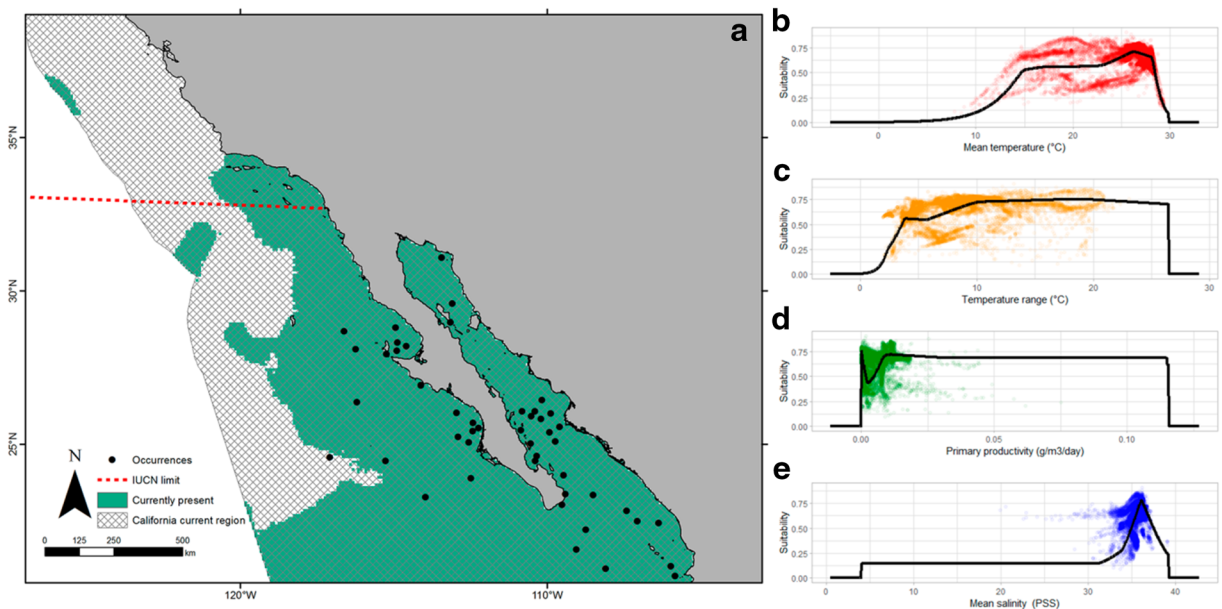 a
35°N
30°N
25°N
120°W
110°W
N
Occurrences
IUCN limit
Currently present
California current region
0 125 250 500
km
b
Suitability
0.75
0.50
0.25
0.00
0 10 20 30
Mean temperature (°C)
c
Suitability
0.75
0.50
0.25
0.00
0 10 20 30
Temperature range (°C)
d
Suitability
0.75
0.50
0.25
0.00
0.00 0.05 0.10
Primary productivity (g/m3/day)
e
Suitability
0.75
0.50
0.25
0.00
0 10 20 30 40
Mean salinity (PSS)